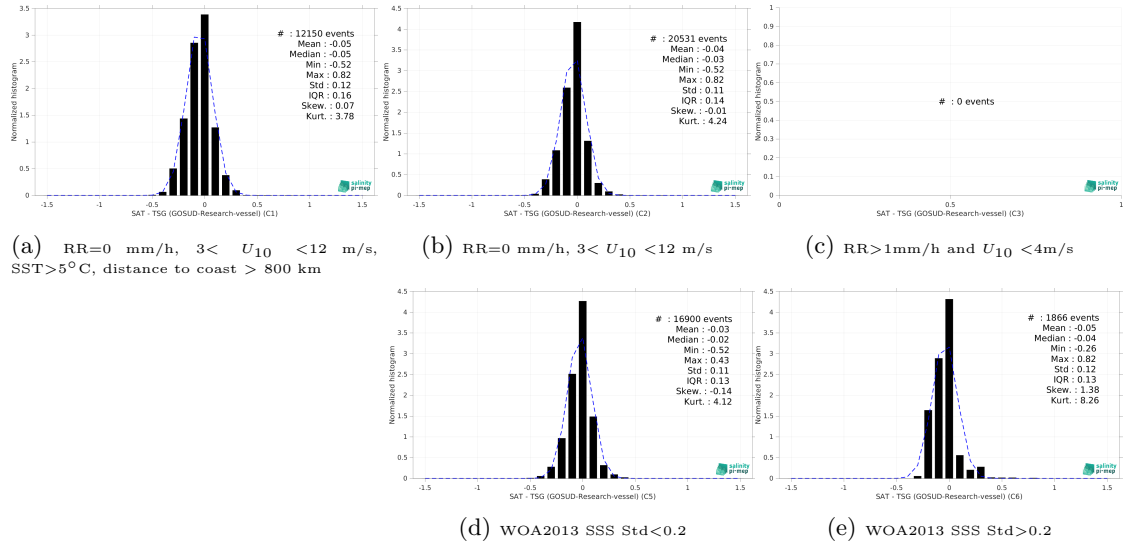 Normalized histogram
3.5
3
2.5
2
1.5
1
0.5
0
-1.5
-1
-0.5
0
0.5
1
1.5
# : 12150 events
Mean : -0.05
Median : -0.05
Min : -0.52
Max : 0.82
Std : 0.12
IQR : 0.16
Skew. : 0.07
Kurt. : 3.78
salinity
pi-mep
SAT - TSG (GOSUD-Research-vessel) (C1)
(a) RR=0 mm/h, 3< U10 <12 m/s,
SST>5°C, distance to coast > 800 km
Normalized histogram
4.5
4
3.5
3
2.5
2
1.5
1
0.5
0
-1.5
-1
-0.5
0
0.5
1
1.5
# : 20531 events
Mean : -0.04
Median : -0.03
Min : -0.52
Max : 0.82
Std : 0.11
IQR : 0.14
Skew. : -0.01
Kurt. : 4.24
salinity
pi-mep
SAT - TSG (GOSUD-Research-vessel) (C2)
(b) RR=0 mm/h, 3< U10 <12 m/s
Normalized histogram
1
0.9
0.8
0.7
0.6
0.5
0.4
0.3
0.2
0.1
0
0
0.5
1
# : 0 events
salinity
pi-mep
SAT - TSG (GOSUD-Research-vessel) (C3)
(c) RR>1mm/h and U10 <4m/s
Normalized histogram
4.5
4
3.5
3
2.5
2
1.5
1
0.5
0
-1.5
-1
-0.5
0
0.5
1
1.5
# : 16900 events
Mean : -0.03
Median : -0.02
Min : -0.52
Max : 0.43
Std : 0.11
IQR : 0.13
Skew. : -0.14
Kurt. : 4.12
salinity
pi-mep
SAT - TSG (GOSUD-Research-vessel) (C5)
(d) WOA2013 SSS Std<0.2
Normalized histogram
4.5
4
3.5
3
2.5
2
1.5
1
0.5
0
-1.5
-1
-0.5
0
0.5
1
1.5
# : 1866 events
Mean : -0.05
Median : -0.04
Min : -0.26
Max : 0.82
Std : 0.12
IQR : 0.13
Skew. : 1.38
Kurt. : 8.26
salinity
pi-mep
SAT - TSG (GOSUD-Research-vessel) (C6)
(e) WOA2013 SSS Std>0.2